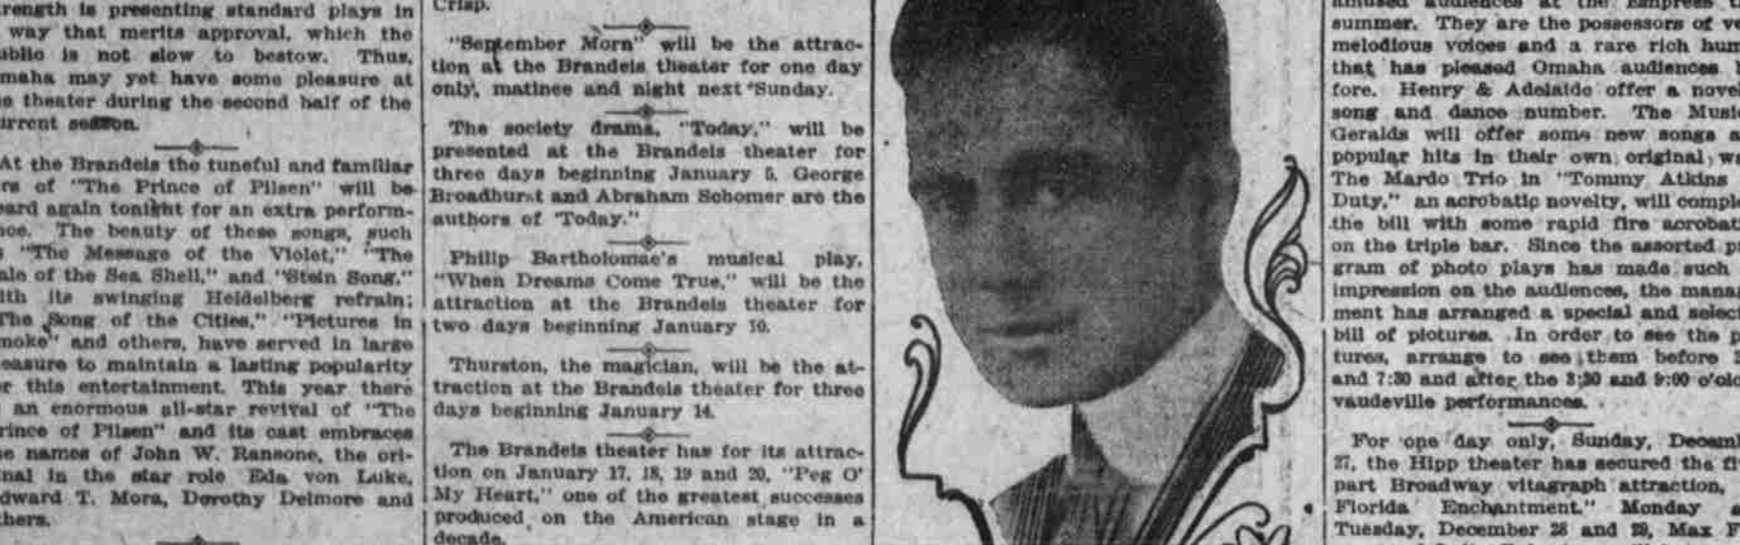 rength is presenting standard plays in
way that merits approval, which the
ublic is not slow to bestow. Thus,
maha may yet have some pleasure at
e theater during the second half of the
urrent season.
At the Brandeis the tuneful and familiar
rs of "The Prince of Pilsen" will be
eard again tonight for an extra perform-
nce. The beauty of these songs, such
"The Message of the Violet," "The
ale of the Sea Shell," and "Stein Song,"
ith its swinging Heidelberg refrain;
The Song of the Cities," "Pictures in
moke" and others, have served in large
easure to maintain a lasting popularity
r this entertainment. This year there
an enormous all-star revival of "The
rince of Pilsen" and its cast embraces
e names of John W. Ransone, the ori-
nal in the star role Eda von Luke,
dward T. Mora, Dorothy Delmore and
thers.
Crisp.
"September Morn" will be the attrac-
tion at the Brandeis theater for one day
only, matinee and night next Sunday.
The society drama, "Today," will be
presented at the Brandeis theater for
three days beginning January 5. George
Broadhurst and Abraham Schomer are the
authors of "Today."
Philip Bartholomae's musical play,
"When Dreams Come True," will be the
attraction at the Brandeis theater for
two days beginning January 10.
Thurston, the magician, will be the at-
traction at the Brandeis theater for three
days beginning January 14.
The Brandeis theater has for its attrac-
tion on January 17, 18, 19 and 20, "Peg O'
My Heart," one of the greatest successes
produced on the American stage in a
decade.
amused audiences at the Empress
summer. They are the possessors of ve
melodious voices and a rare rich hum
that has pleased Omaha audiences
fore. Henry & Adelaide offer a novel
song and dance number. The Music
Geralds will offer some new songs a
popular hits in their own original wa
The Mardo Trio in "Tommy Atkins
Duty," an acrobatic novelty, will comple
the bill with some rapid fire acrobat
on the triple bar. Since the assorted pr
gram of photo plays has made such
impression on the audiences, the manag
ment has arranged a special and select
bill of pictures. In order to see the p
tures, arrange to see them before
and 7:30 and after the 8:30 and 9:00 o'clo
vaudeville performances.
For one day only, Sunday, Decemb
27, the Hipp theater has secured the fi
part Broadway vitagraph attraction,
Florida Enchantment." Monday a
Tuesday, December 28 and 29, Max F